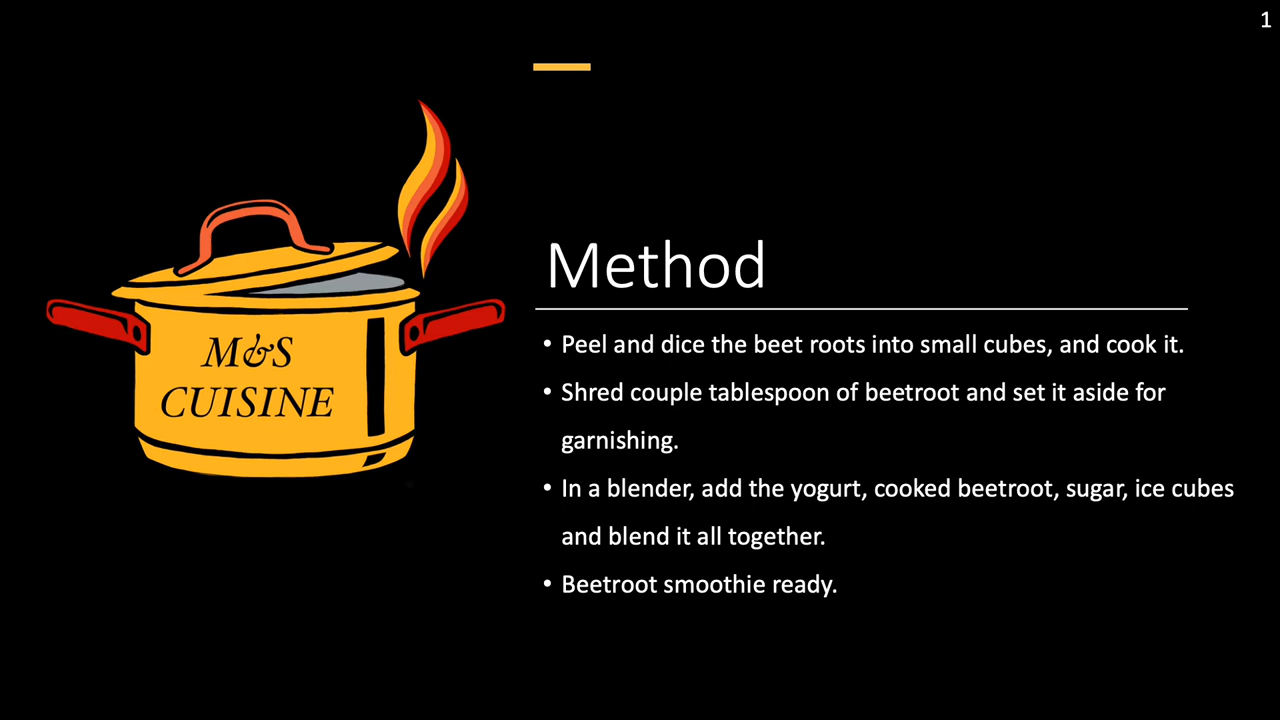 1
M&S
CUISINE
Method
• Peel and dice the beet roots into small cubes, and cook it.
• Shred couple tablespoon of beetroot and set it aside for
garnishing.
• In a blender, add the yogurt, cooked beetroot, sugar, ice cubes
and blend it all together.
• Beetroot smoothie ready.